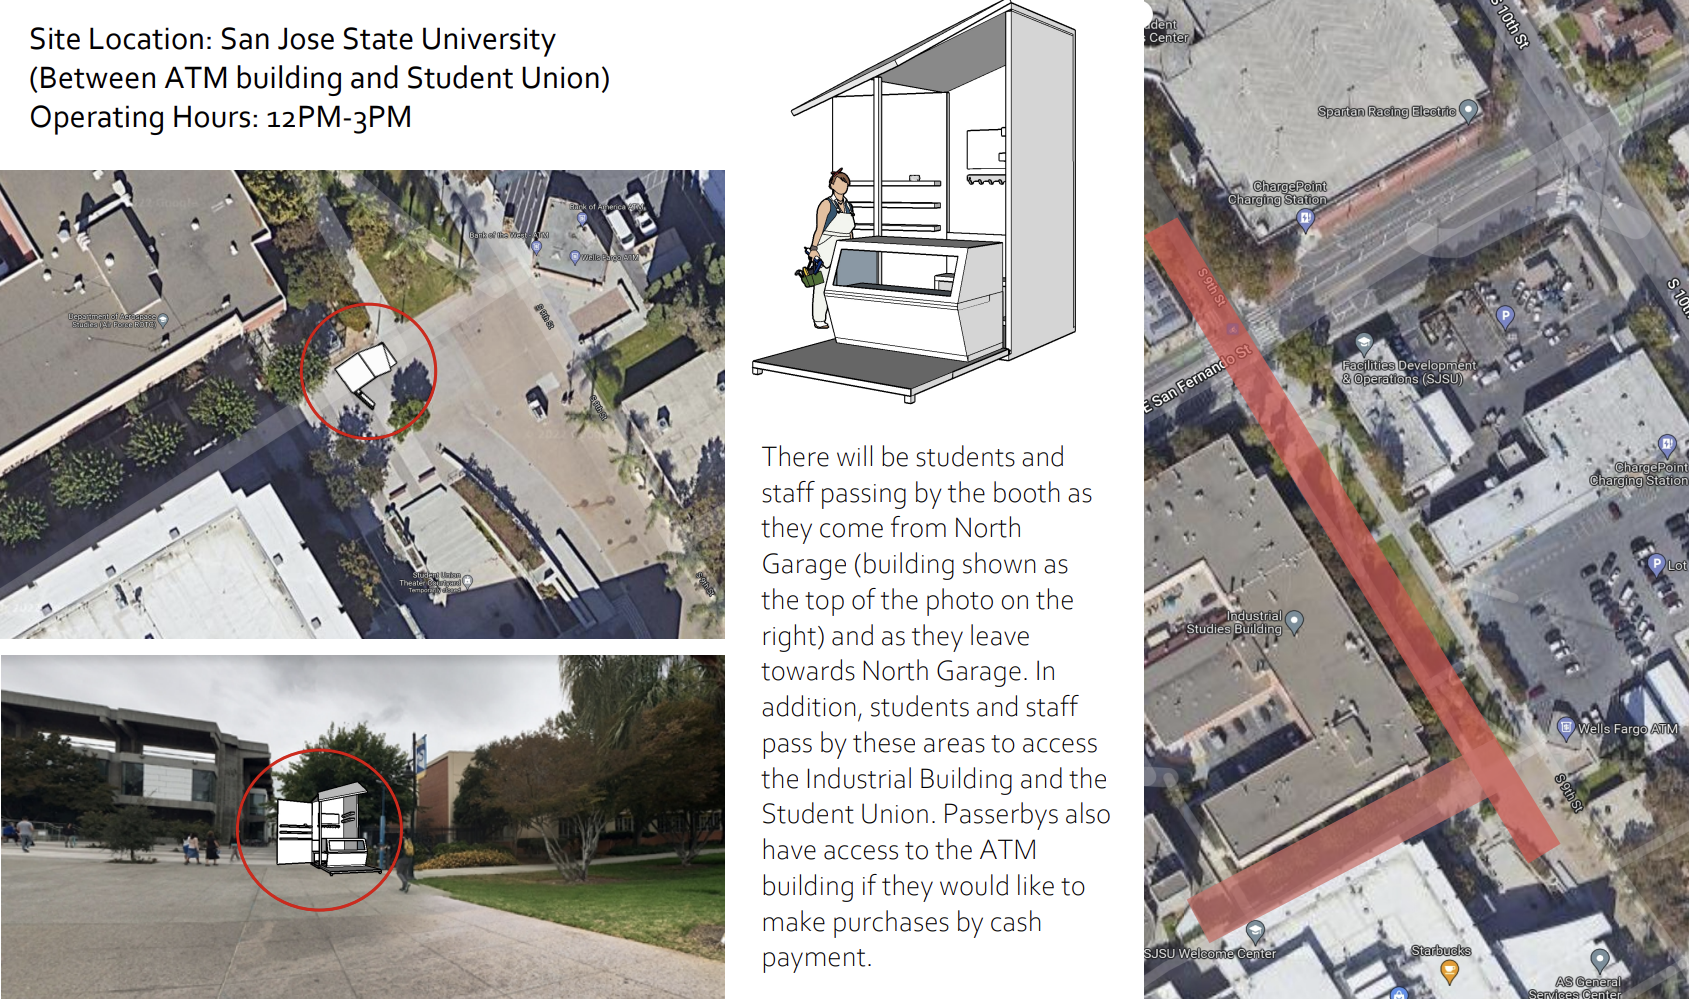 Site Location: San Jose State University
(Between ATM building and Student Union)
Operating Hours: 12PM-3PM
Bank of America ATM
Bank of the West - ATM
Wells Fargo ATM
Department of Aerospace
Studies (Air Force ROTC)
S 9th St
S 9th St
Student Union
Theater Courtyard
Temporarily closed
S 9th St
There will be students and
staff passing by the booth as
they come from North
Garage (building shown as
the top of the photo on the
right) and as they leave
towards North Garage. In
addition, students and staff
pass by these areas to access
the Industrial Building and the
Student Union. Passerbys also
have access to the ATM
building if they would like to
make purchases by cash
payment.
dent
s Center
S 10th St
Spartan Racing Electric
ChargePoint
Charging Station
S 9th St
S 10th
P
E San Fernando St
Facilities Development
& Operations (SJSU)
ChargePoint
Charging Station
P
Lot
Industrial
Studies Building
Wells Fargo ATM
S 9th St
SJSU Welcome Center
Starbucks
AS General
Services Center